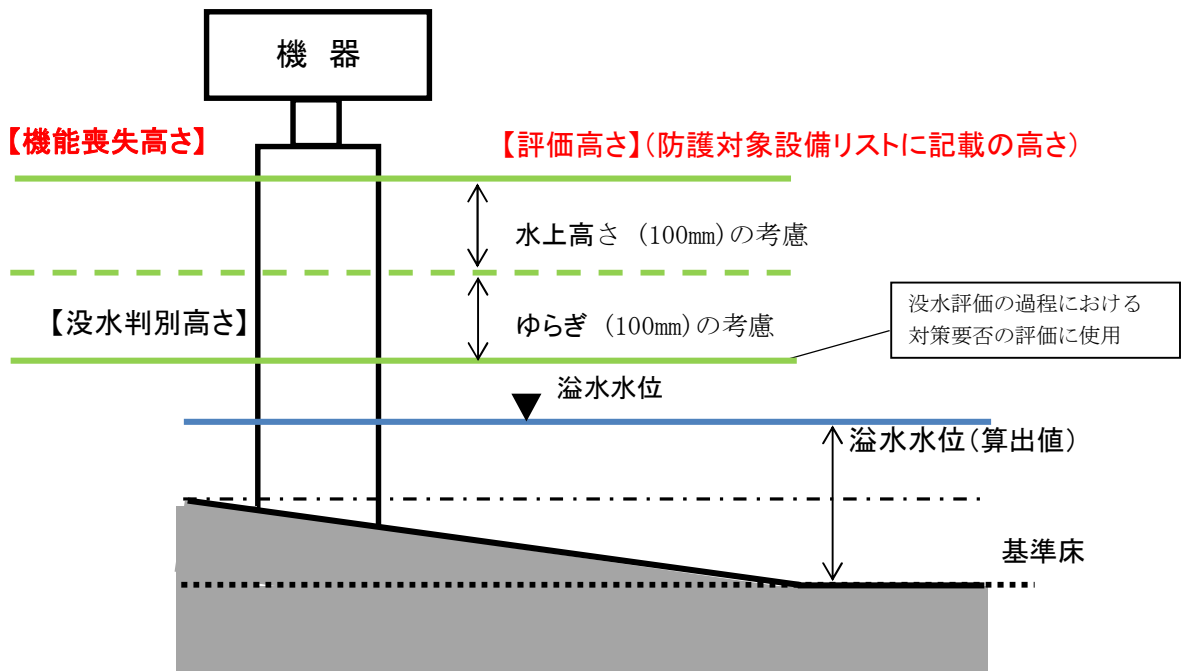 機 器
【機能喪失高さ】
【評価高さ】(防護対象設備リストに記載の高さ)
水上高さ (100㎜)の考慮
【没水判別高さ】
ゆらぎ (100㎜)の考慮
没水評価の過程における
対策要否の評価に使用
溢水水位
溢水水位(算出値)
基準床